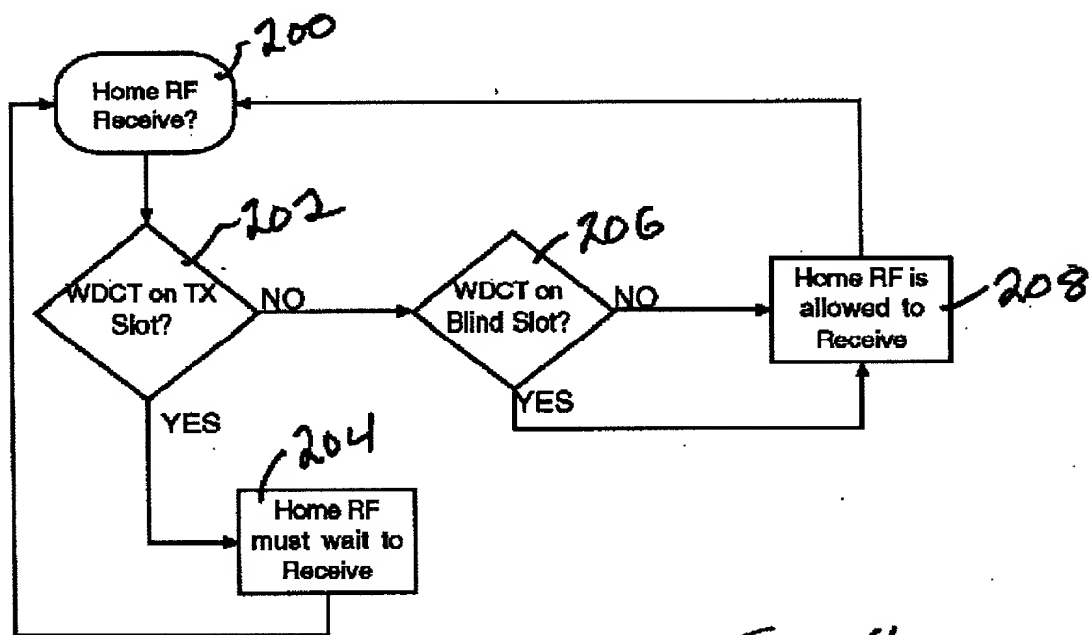 200
Home RF
Receive?
202
WDCT on TX
Slot?
NO
206
WDCT on
Blind Slot?
NO
Home RF is
allowed to
Receive
208
YES
YES
204
Home RF
must wait to
Receive